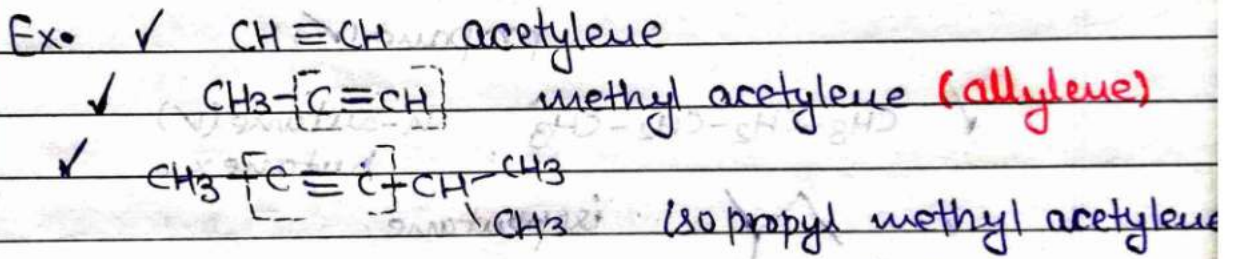 Ex. ✓ CH≡CH acetylene
✓ CH3-[C≡CH] methyl acetylene (allylene)
✓ CH3-[C≡C]-CH-CH3
\CH3 Isopropyl methyl acetylene